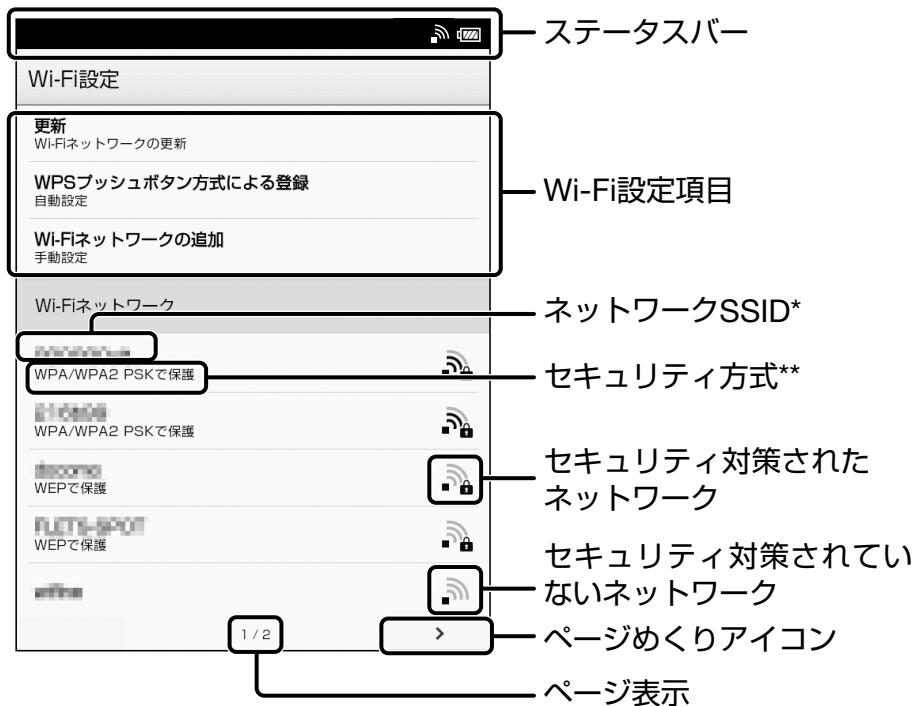 ステータスバー
Wi-Fi設定
更新
Wi-Fiネットワークの更新
WPSプッシュボタン方式による登録
自動設定
Wi-Fi設定項目
Wi-Fiネットワークの追加
手動設定
Wi-Fiネットワーク
ネットワークSSID*
WPA/WPA2 PSKで保護
セキュリティ方式**
WPA/WPA2 PSKで保護
セキュリティ対策された
ネットワーク
WEPで保護
WEPで保護
セキュリティ対策されてい
ないネットワーク
1 / 2
ページめくりアイコン
ページ表示